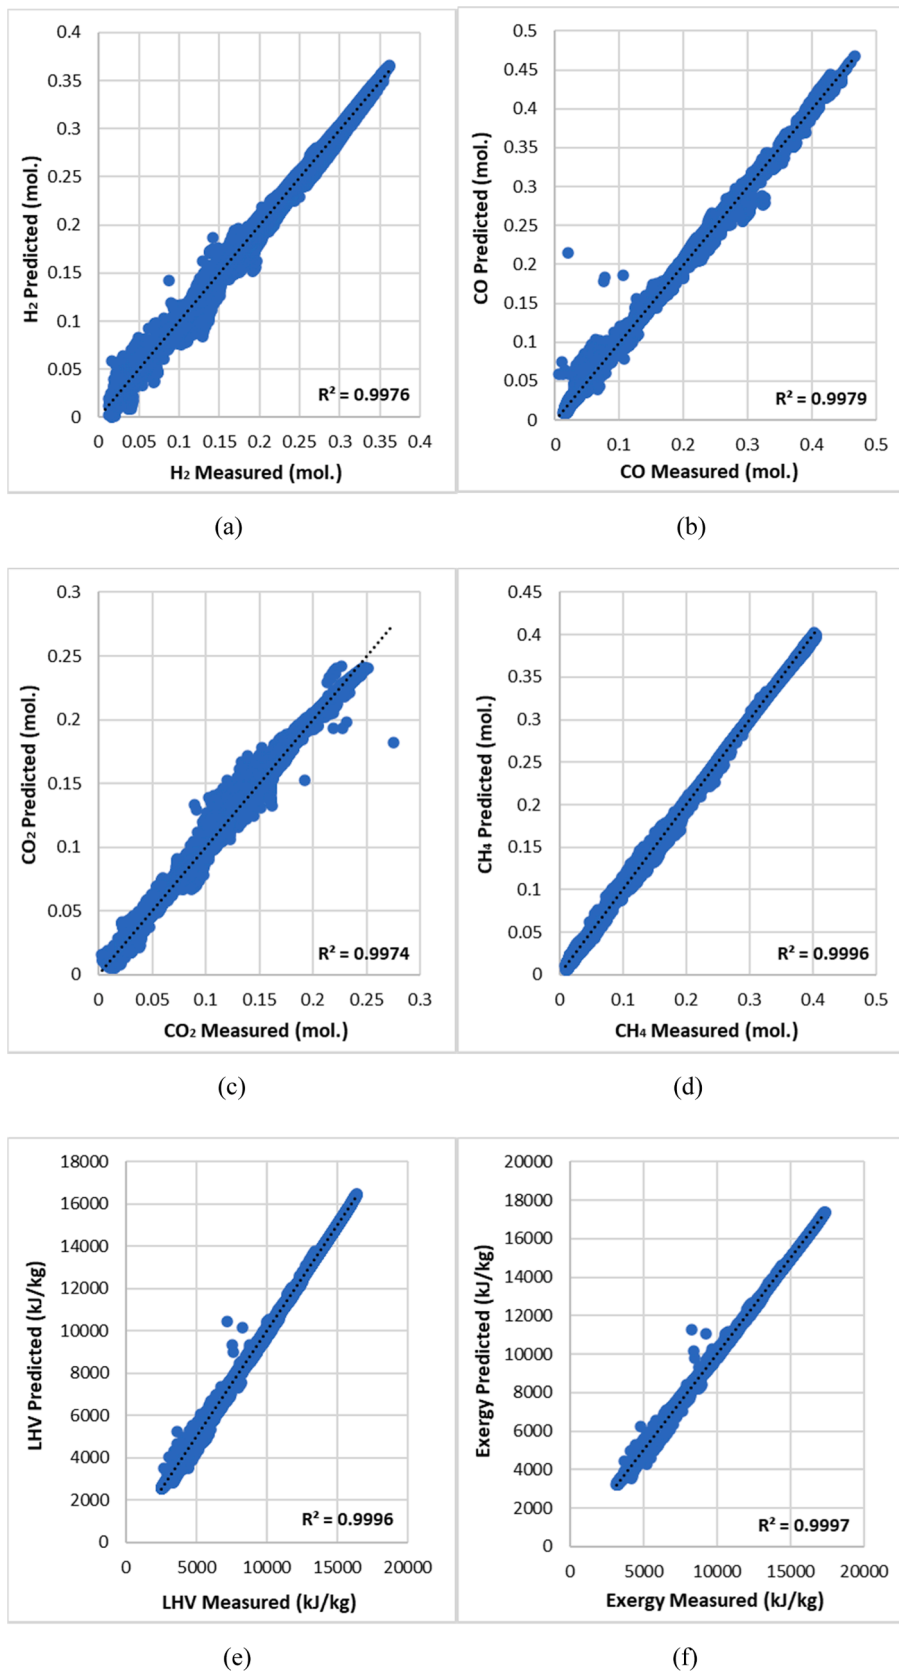 0.4
0.35
0.3
0.25
0.2
0.15
0.1
0.05
0
H₂ Predicted (mol.)
R² = 0.9976
0 0.05 0.1 0.15 0.2 0.25 0.3 0.35 0.4
H₂ Measured (mol.)
(a)
0.5
0.45
0.4
0.35
0.3
0.25
0.2
0.15
0.1
0.05
0
CO Predicted (mol.)
R² = 0.9979
0 0.1 0.2 0.3 0.4 0.5
CO Measured (mol.)
(b)
0.3
0.25
0.2
0.15
0.1
0.05
0
CO₂ Predicted (mol.)
R² = 0.9974
0 0.05 0.1 0.15 0.2 0.25 0.3
CO₂ Measured (mol.)
(c)
0.45
0.4
0.35
0.3
0.25
0.2
0.15
0.1
0.05
0
CH₄ Predicted (mol.)
R² = 0.9996
0 0.1 0.2 0.3 0.4 0.5
CH₄ Measured (mol.)
(d)
18000
16000
14000
12000
10000
8000
6000
4000
2000
0
LHV Predicted (kJ/kg)
R² = 0.9996
0 5000 10000 15000 20000
LHV Measured (kJ/kg)
(e)
20000
18000
16000
14000
12000
10000
8000
6000
4000
2000
0
Exergy Predicted (kJ/kg)
R² = 0.9997
0 5000 10000 15000 20000
Exergy Measured (kJ/kg)
(f)